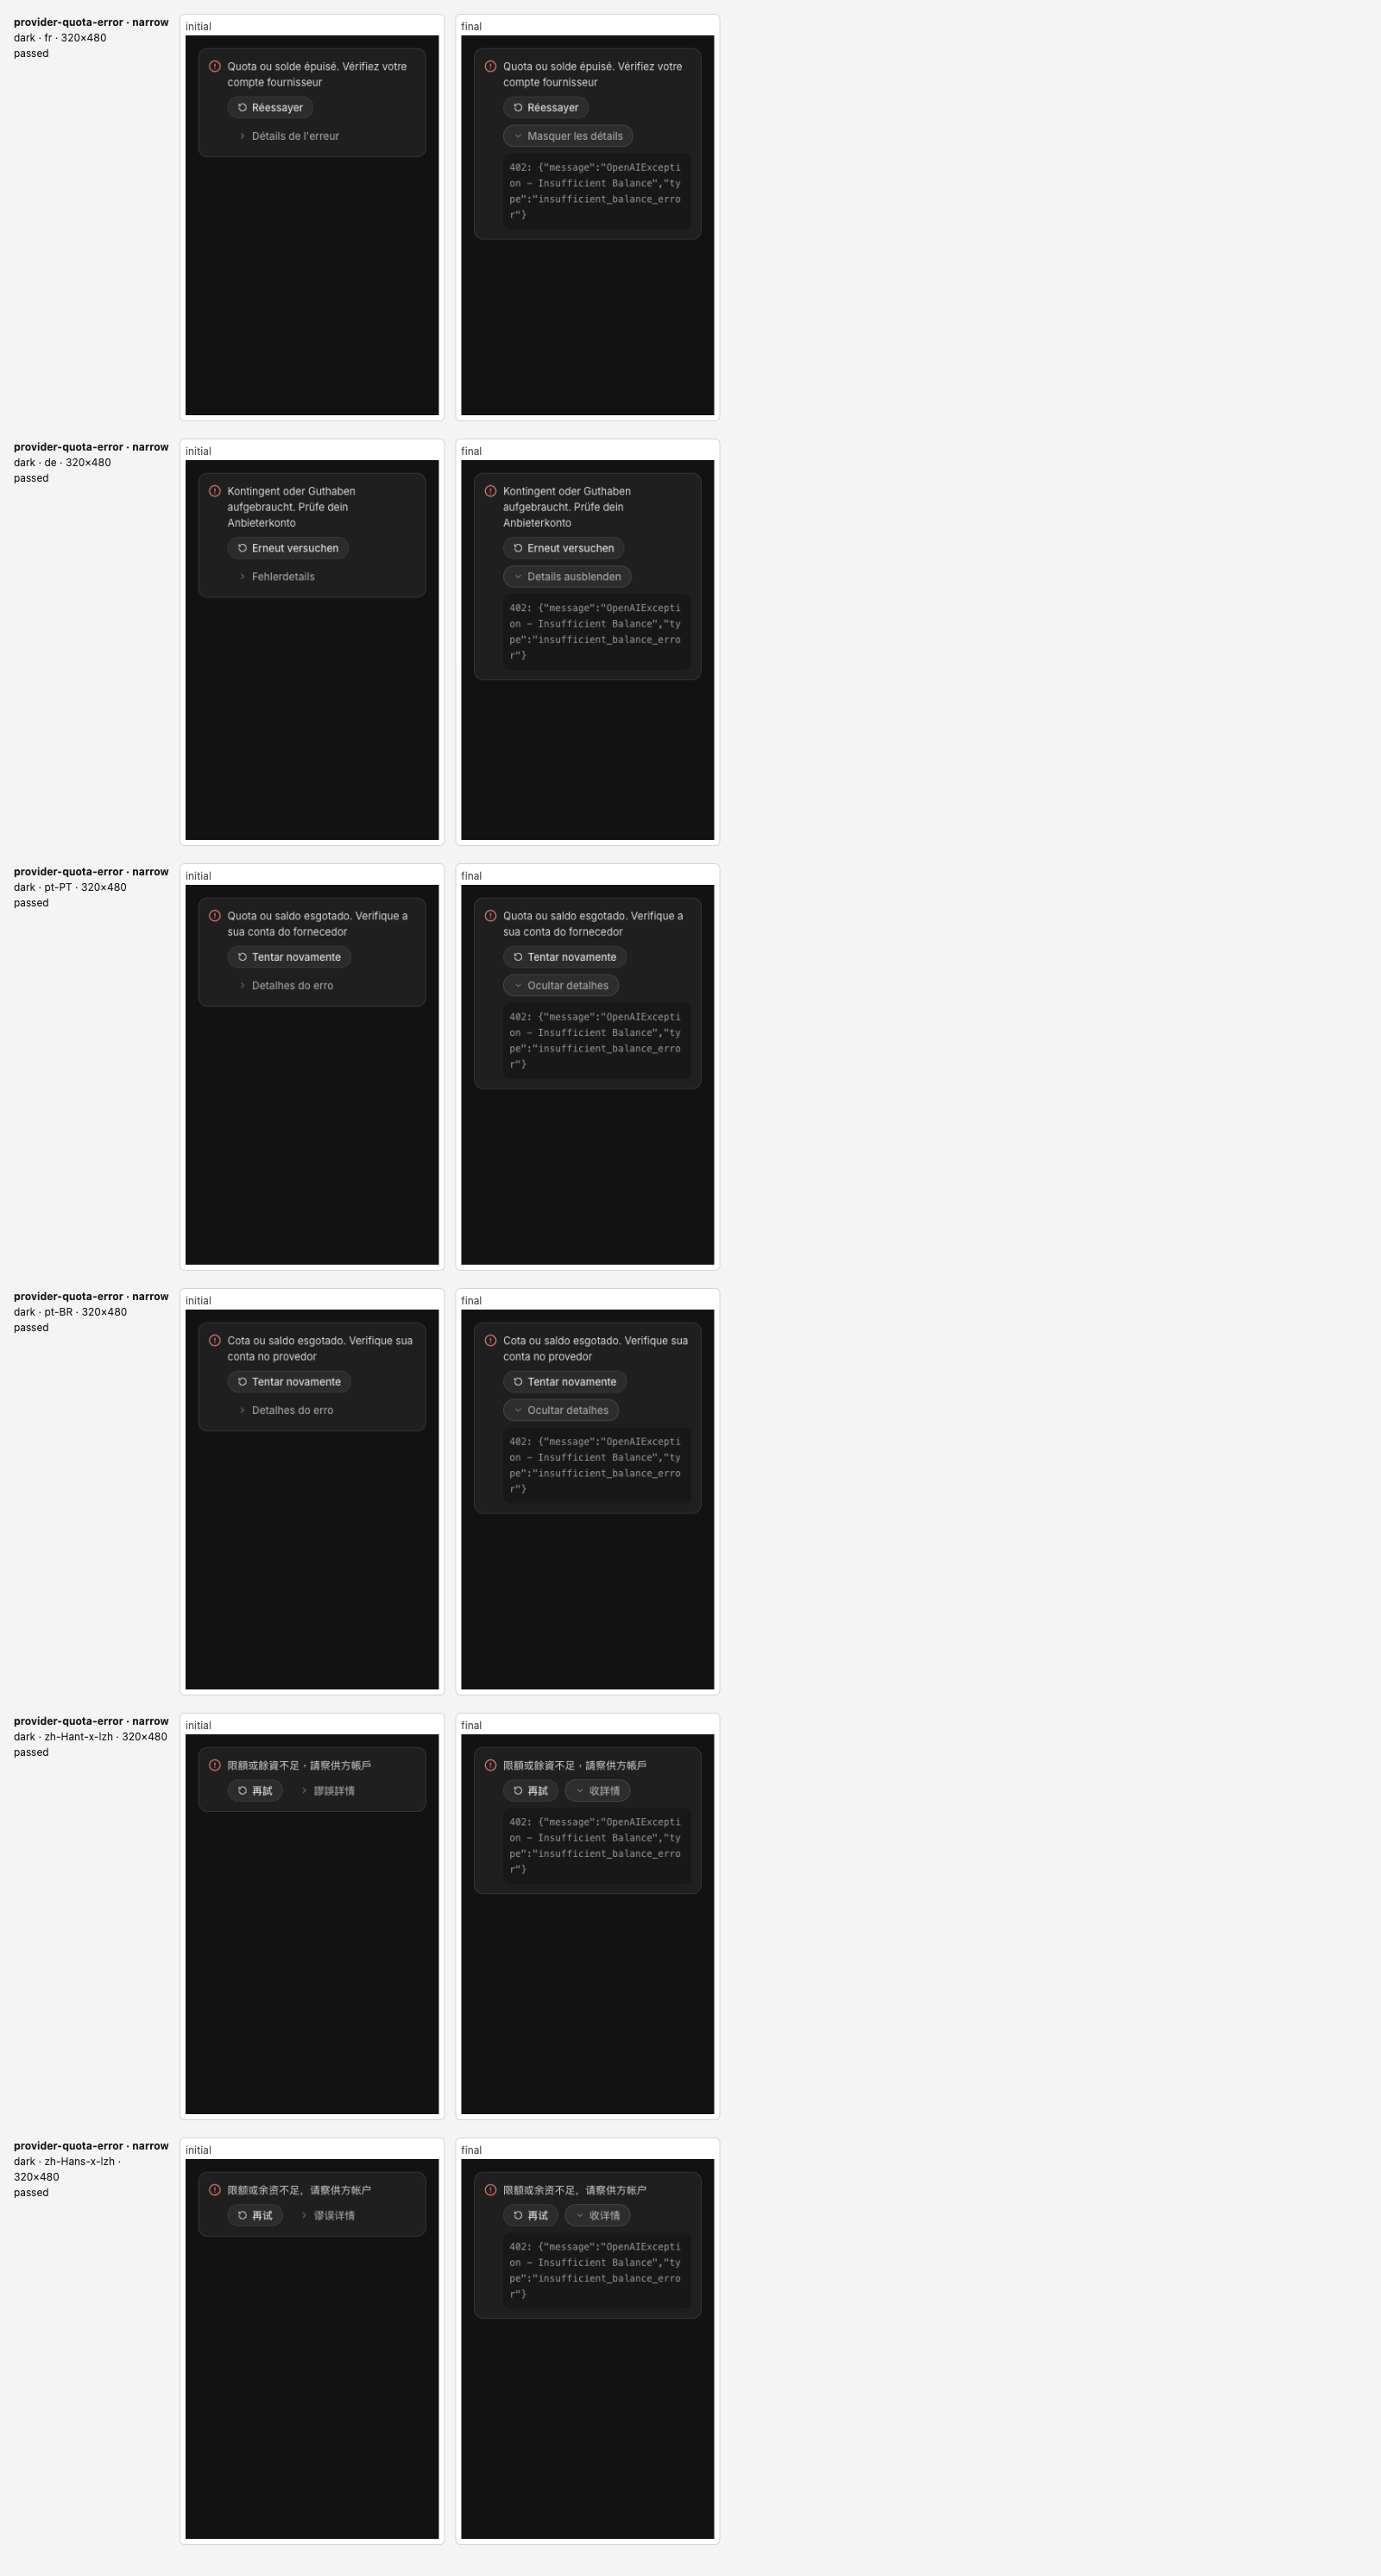 provider-quota-error · narrow
dark · fr · 320×480
passed
initial
Quota ou solde épuisé. Vérifiez votre
compte fournisseur
Réessayer
Détails de l'erreur
final
Quota ou solde épuisé. Vérifiez votre
compte fournisseur
Réessayer
Masquer les détails
402: {"message":"OpenAIExcepti
on – Insufficient Balance","ty
pe":"insufficient_balance_erro
r"}
provider-quota-error · narrow
dark · de · 320×480
passed
initial
Kontingent oder Guthaben
aufgebraucht. Prüfe dein
Anbieterkonto
Erneut versuchen
Fehlerdetails
final
Kontingent oder Guthaben
aufgebraucht. Prüfe dein
Anbieterkonto
Erneut versuchen
Details ausblenden
402: {"message":"OpenAIExcepti
on – Insufficient Balance","ty
pe":"insufficient_balance_erro
r"}
provider-quota-error · narrow
dark · pt-PT · 320×480
passed
initial
Quota ou saldo esgotado. Verifique a
sua conta do fornecedor
Tentar novamente
Detalhes do erro
final
Quota ou saldo esgotado. Verifique a
sua conta do fornecedor
Tentar novamente
Ocultar detalhes
402: {"message":"OpenAIExcepti
on – Insufficient Balance","ty
pe":"insufficient_balance_erro
r"}
provider-quota-error · narrow
dark · pt-BR · 320×480
passed
initial
Cota ou saldo esgotado. Verifique sua
conta no provedor
Tentar novamente
Detalhes do erro
final
Cota ou saldo esgotado. Verifique sua
conta no provedor
Tentar novamente
Ocultar detalhes
402: {"message":"OpenAIExcepti
on – Insufficient Balance","ty
pe":"insufficient_balance_erro
r"}
provider-quota-error · narrow
dark · zh-Hant-x-lzh · 320×480
passed
initial
限額或餘資不足，請察供方帳戶
再試
謬誤詳情
final
限額或餘資不足，請察供方帳戶
再試
收詳情
402: {"message":"OpenAIExcepti
on – Insufficient Balance","ty
pe":"insufficient_balance_erro
r"}
provider-quota-error · narrow
dark · zh-Hans-x-lzh ·
320×480
passed
initial
限额或余资不足，请察供方帐户
再试
谬误详情
final
限额或余资不足，请察供方帐户
再试
收详情
402: {"message":"OpenAIExcepti
on – Insufficient Balance","ty
pe":"insufficient_balance_erro
r"}